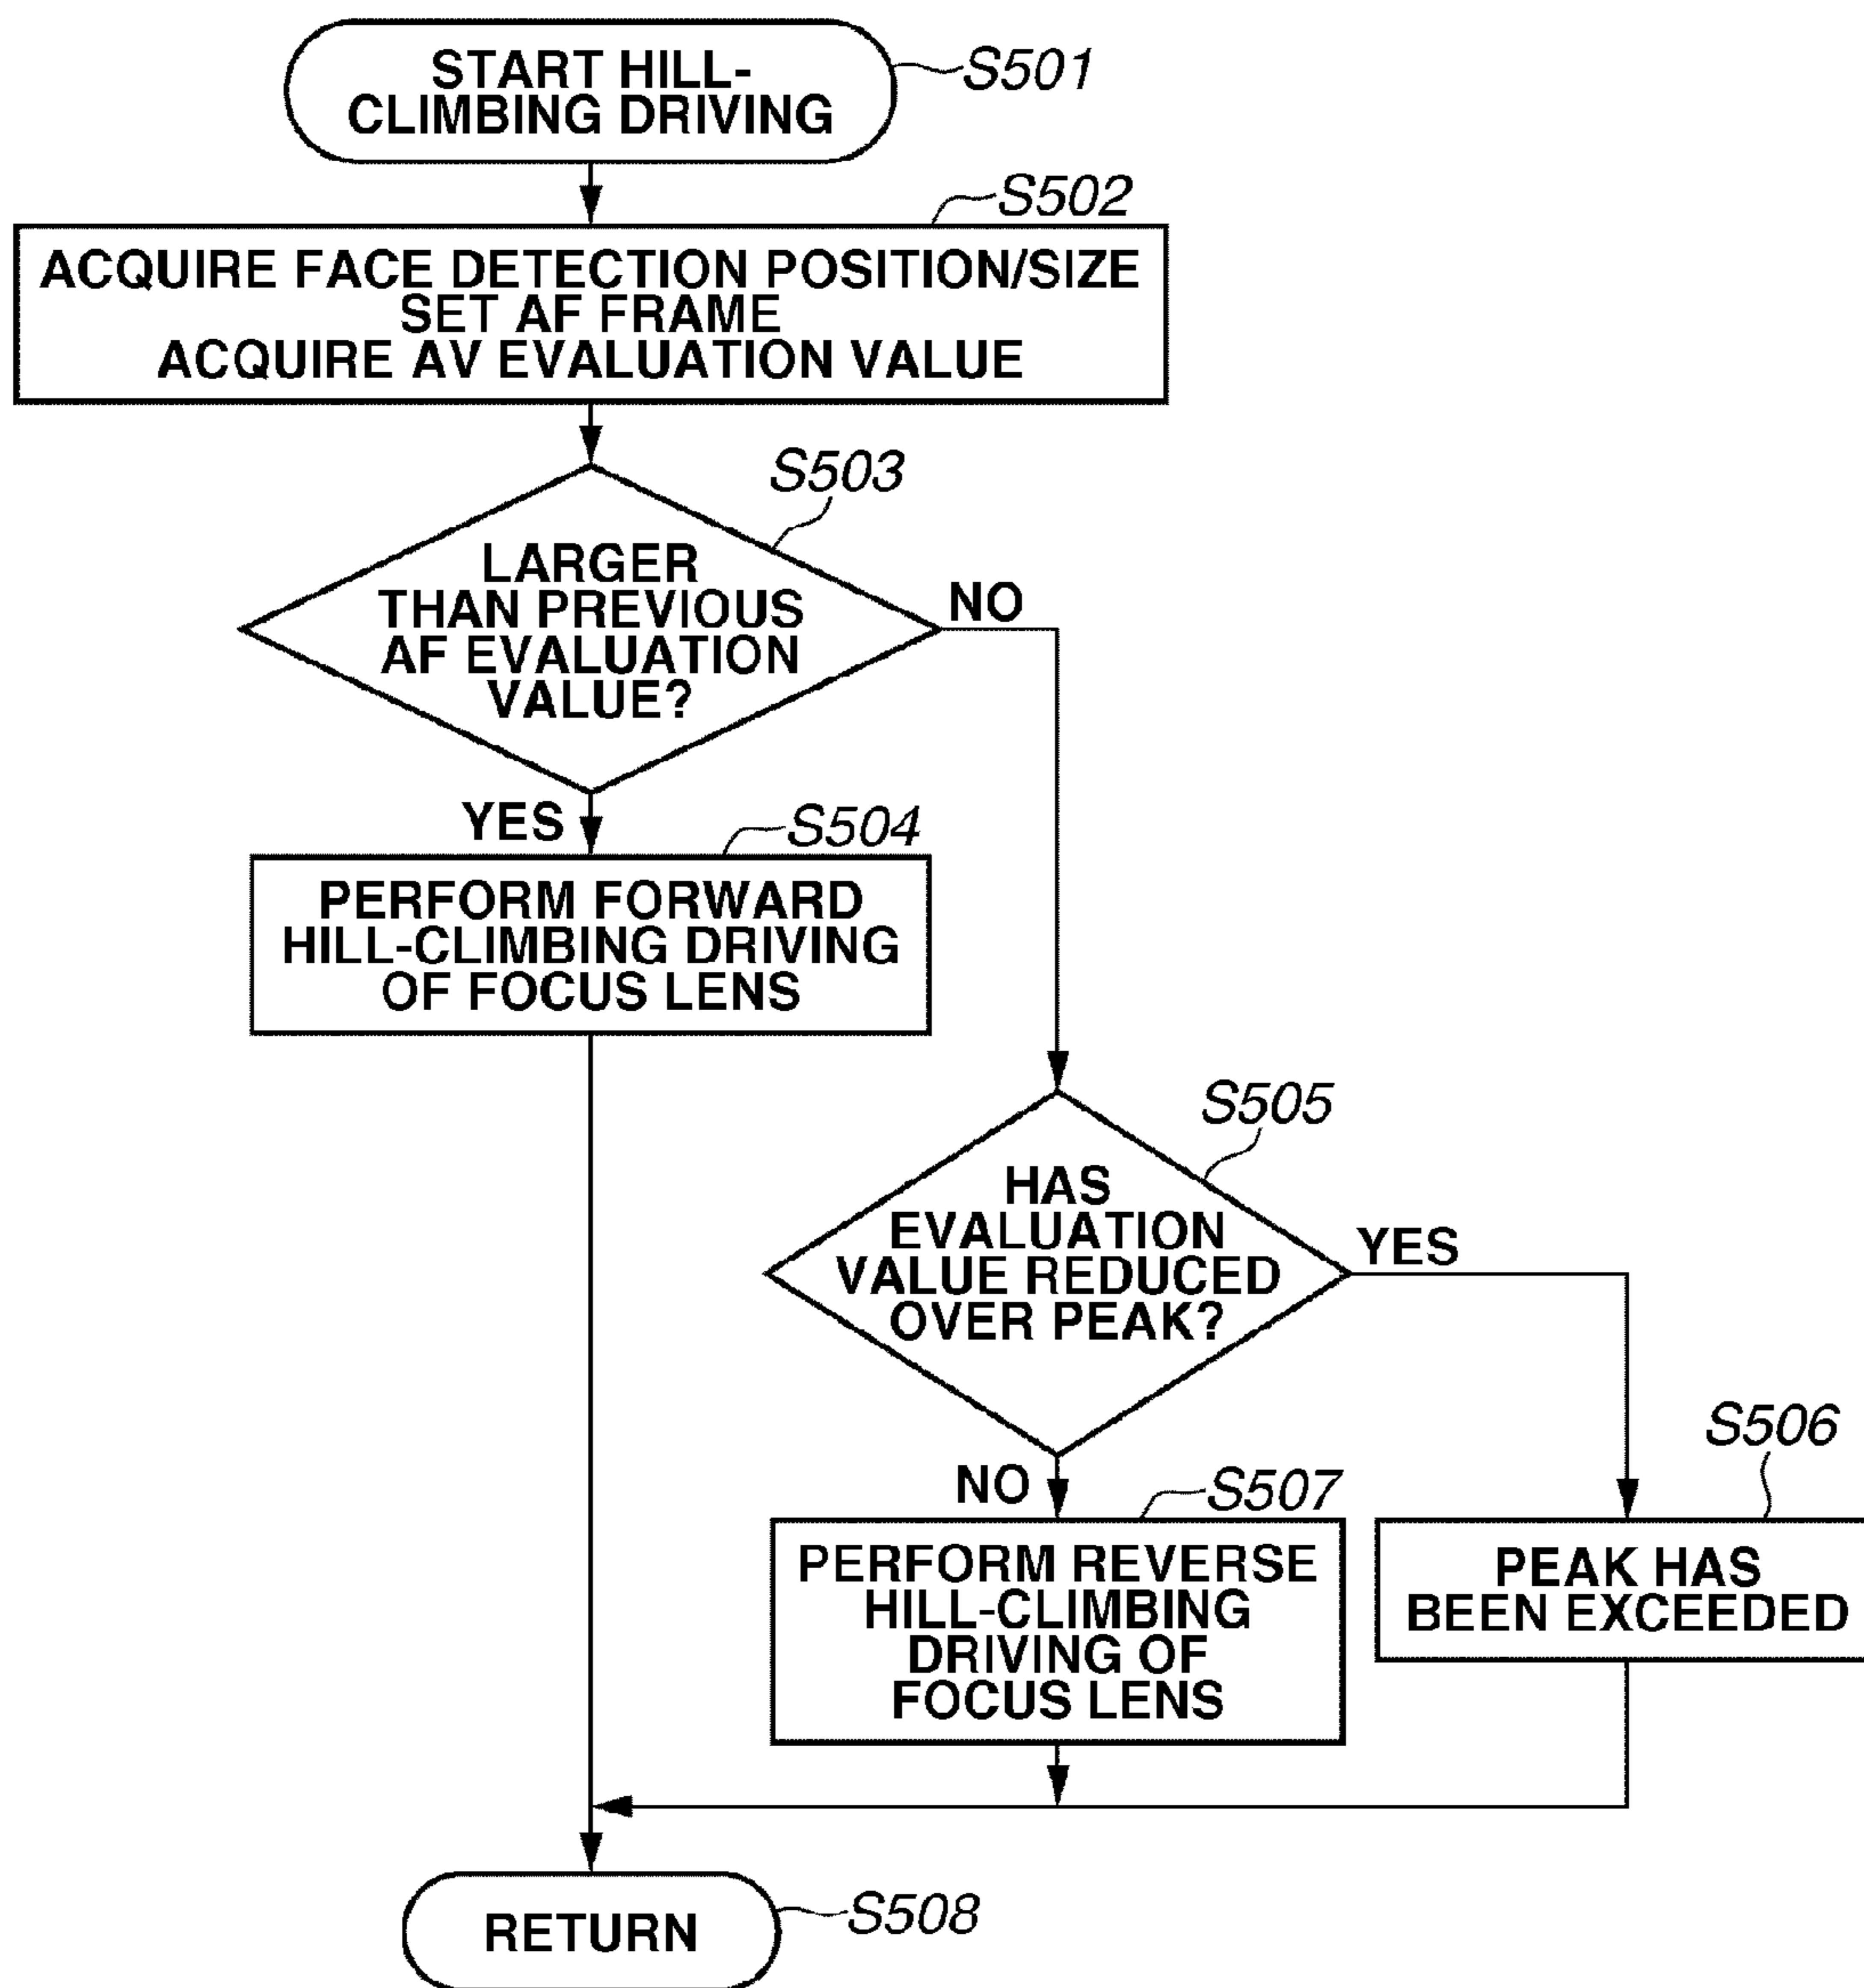 START HILL-
CLIMBING DRIVING
S501
S502
ACQUIRE FACE DETECTION POSITION/SIZE
SET AF FRAME
ACQUIRE AV EVALUATION VALUE
S503
LARGER
THAN PREVIOUS
AF EVALUATION
VALUE?
NO
YES
S504
PERFORM FORWARD
HILL-CLIMBING DRIVING
OF FOCUS LENS
S505
HAS
EVALUATION
VALUE REDUCED
OVER PEAK?
YES
NO
S507
S506
PERFORM REVERSE
HILL-CLIMBING
DRIVING OF
FOCUS LENS
PEAK HAS
BEEN EXCEEDED
RETURN
S508